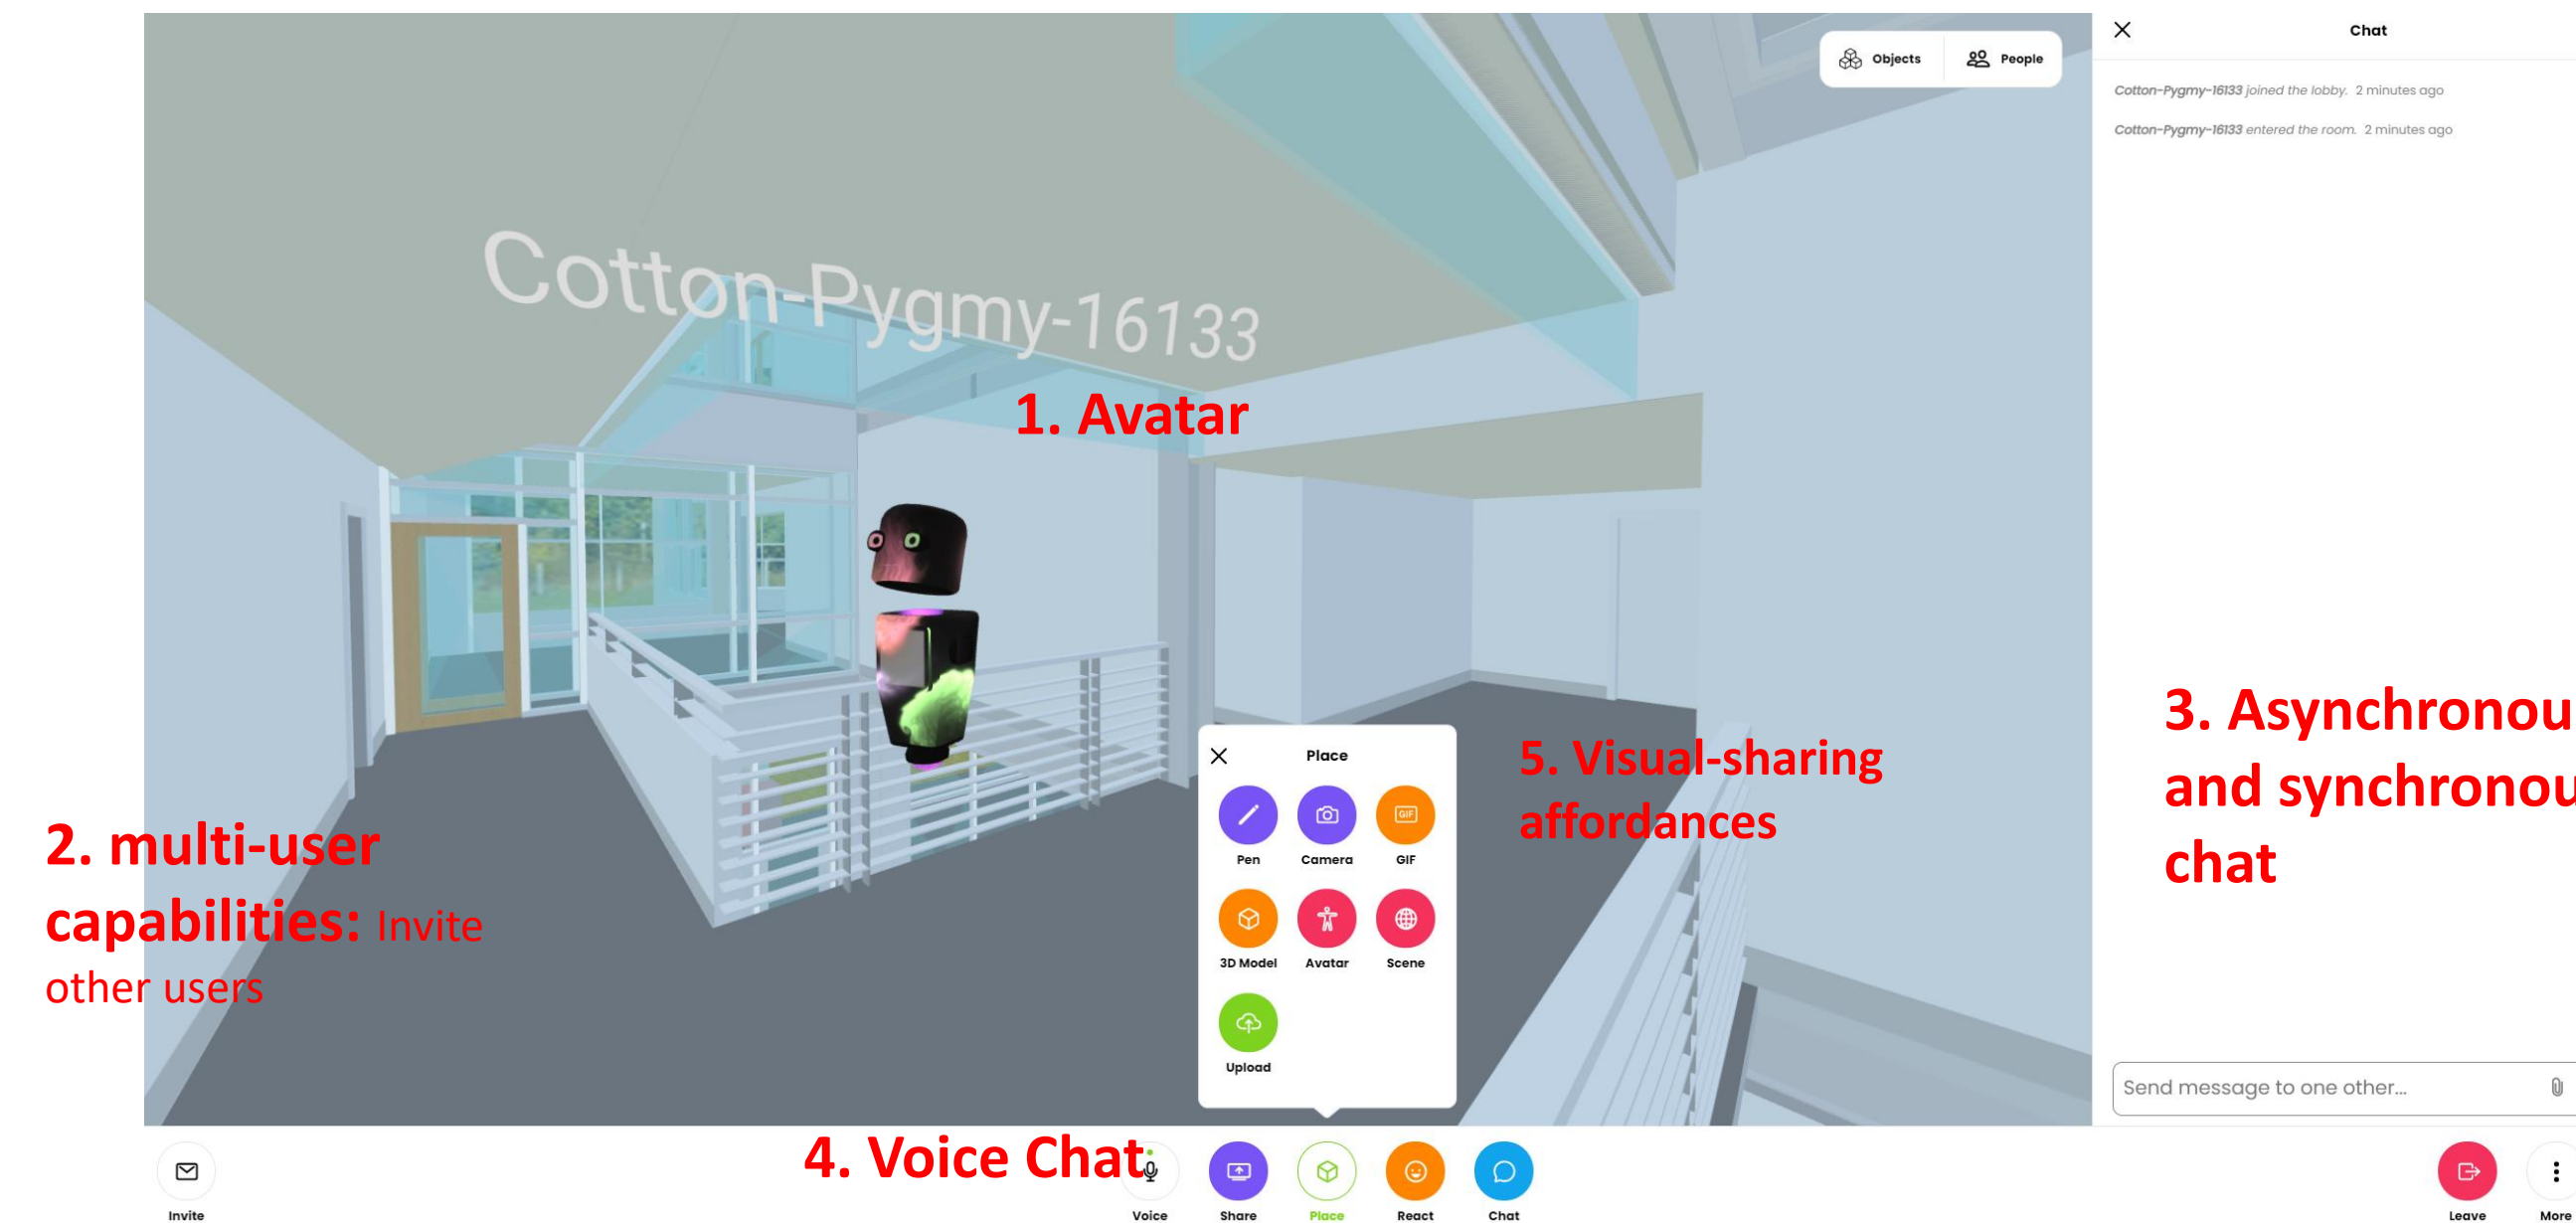 Objects
People
Chat
Cotton-Pygmy-16133 joined the lobby. 2 minutes ago
Cotton-Pygmy-16133 entered the room. 2 minutes ago
Cotton-Pygmy-16133
1. Avatar
2. multi-user
capabilities: Invite
other users
Place
Pen
Camera
GIF
GIF
3D Model
Avatar
Scene
Upload
5. Visual-sharing
affordances
3. Asynchronou
and synchronou
chat
Send message to one other...
4. Voice Chat
Invite
Voice
Share
Place
React
Chat
Leave
More